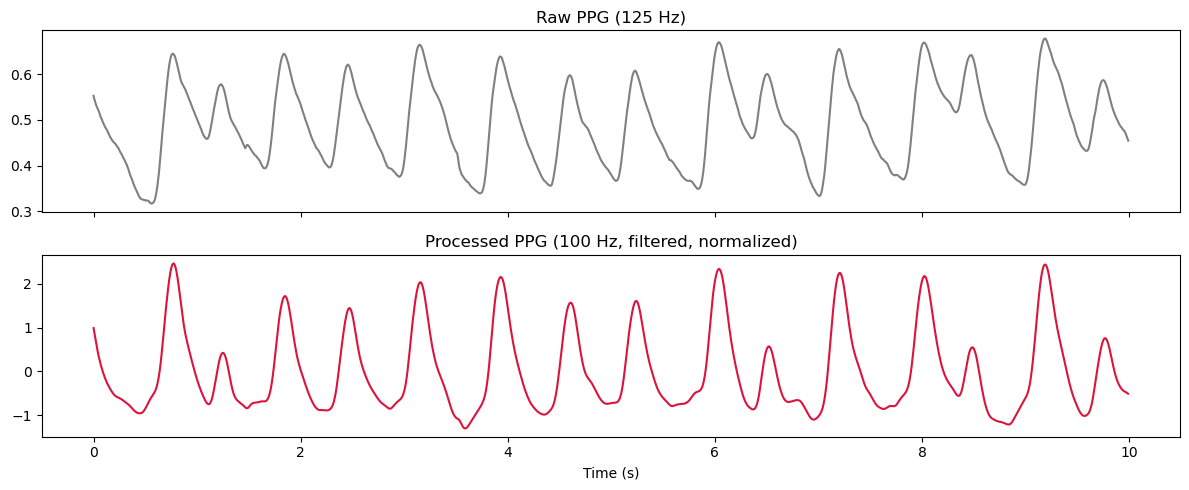 Raw PPG (125 Hz)
0.6
0.5
0.4
0.3
Processed PPG (100 Hz, filtered, normalized)
2
1
0
−1
0 2 4 6 8 10
Time (s)